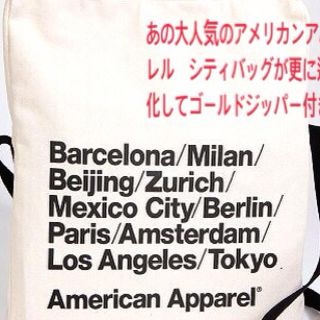 あの大人気のアメリカンア
レル　シティバッグが更に
化してゴールドジッパー付
Barcelona/Milan/
Beijing/Zurich/
Mexico City/Berlin/
Paris/Amsterdam/
Los Angeles/Tokyo
American Apparel®